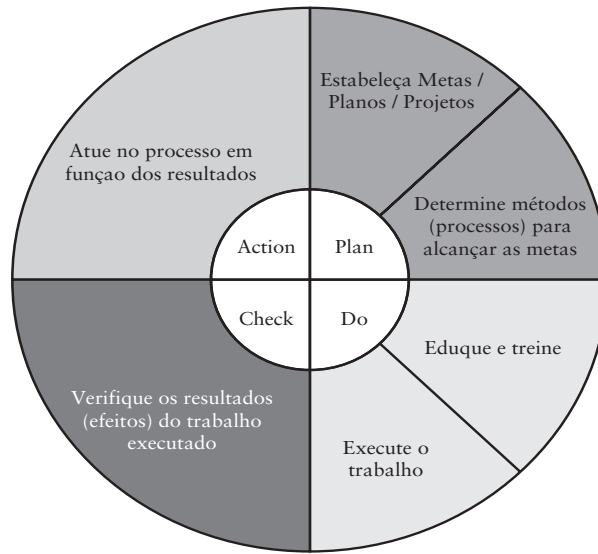 Estabeleça Metas /
Planos / Projetos
Atue no processo em
funçao dos resultados
Determine métodos
(processos) para
alcançar as metas
Action
Plan
Check
Do
Eduque e treine
Verifique os resultados
(efeitos) do trabalho
executado
Execute o
trabalho